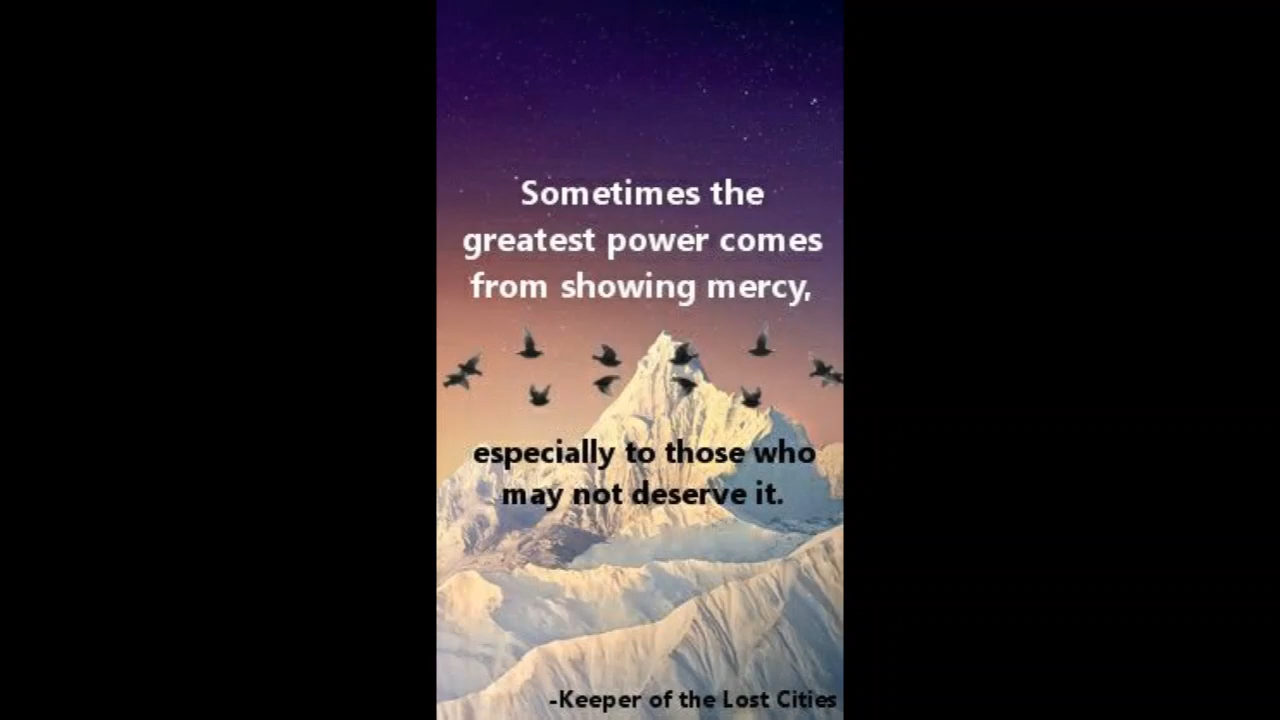 Sometimes the
greatest power comes
from showing mercy,
especially to those who
may not deserve it.
-Keeper of the Lost Cities